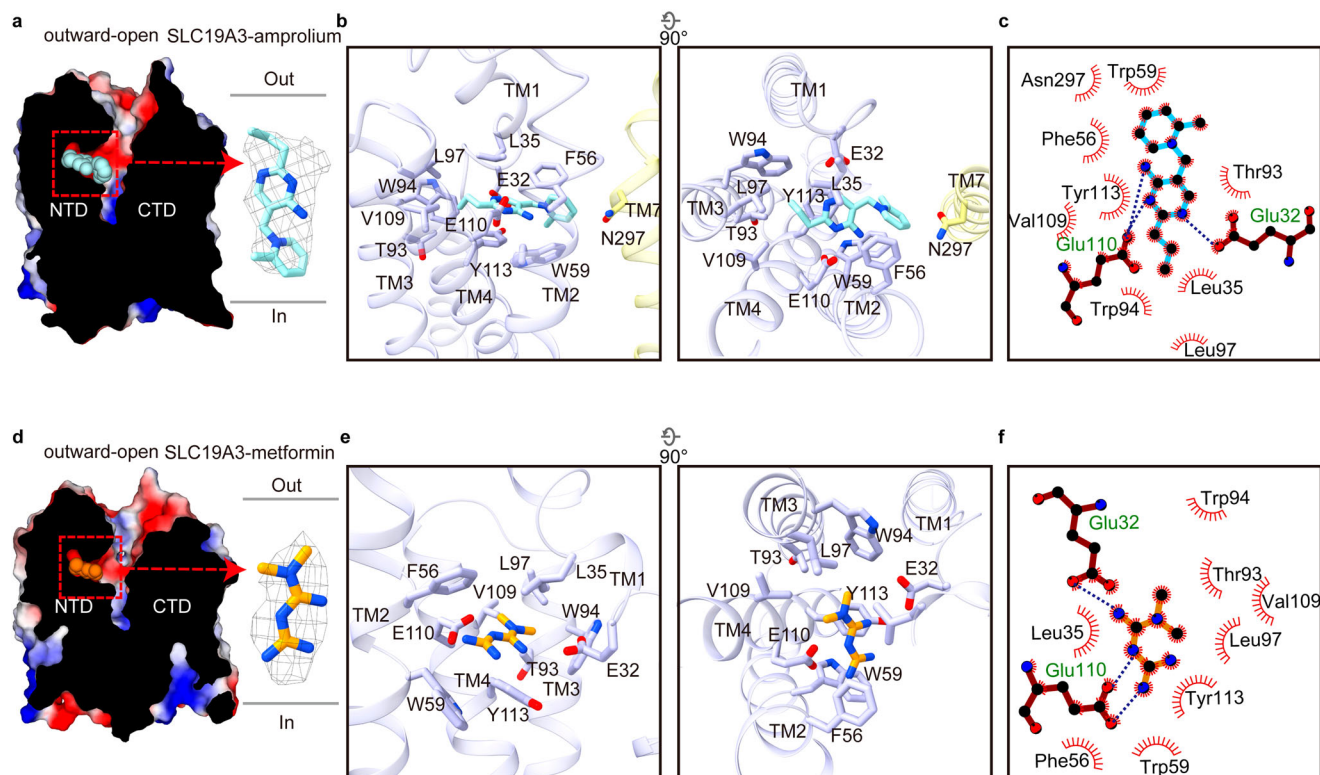 a
outward-open SLC19A3-amprolium
Out
NTD
CTD
In
b
TM1
L35
L97
F56
E32
W94
V109
E110
TM7
T93
N297
Y113
W59
TM3
TM4
TM2
90°
TM1
W94
E32
L97
Y113
L35
TM7
TM3
T93
N297
V109
W59
F56
E110
TM4
TM2
c
Asn297
Trp59
Phe56
Thr93
Tyr113
Val109
Glu32
Glu110
Leu35
Trp94
Leu97
d
outward-open SLC19A3-metformin
Out
NTD
CTD
In
e
L97
L35
F56
V109
TM1
TM2
W94
E110
T93
E32
TM4
TM3
W59
Y113
90°
TM3
TM1
W94
T93
L97
E32
V109
Y113
TM4
E110
W59
TM2
F56
f
Trp94
Glu32
Thr93
Val109
Leu35
Leu97
Glu110
Tyr113
Phe56
Trp59